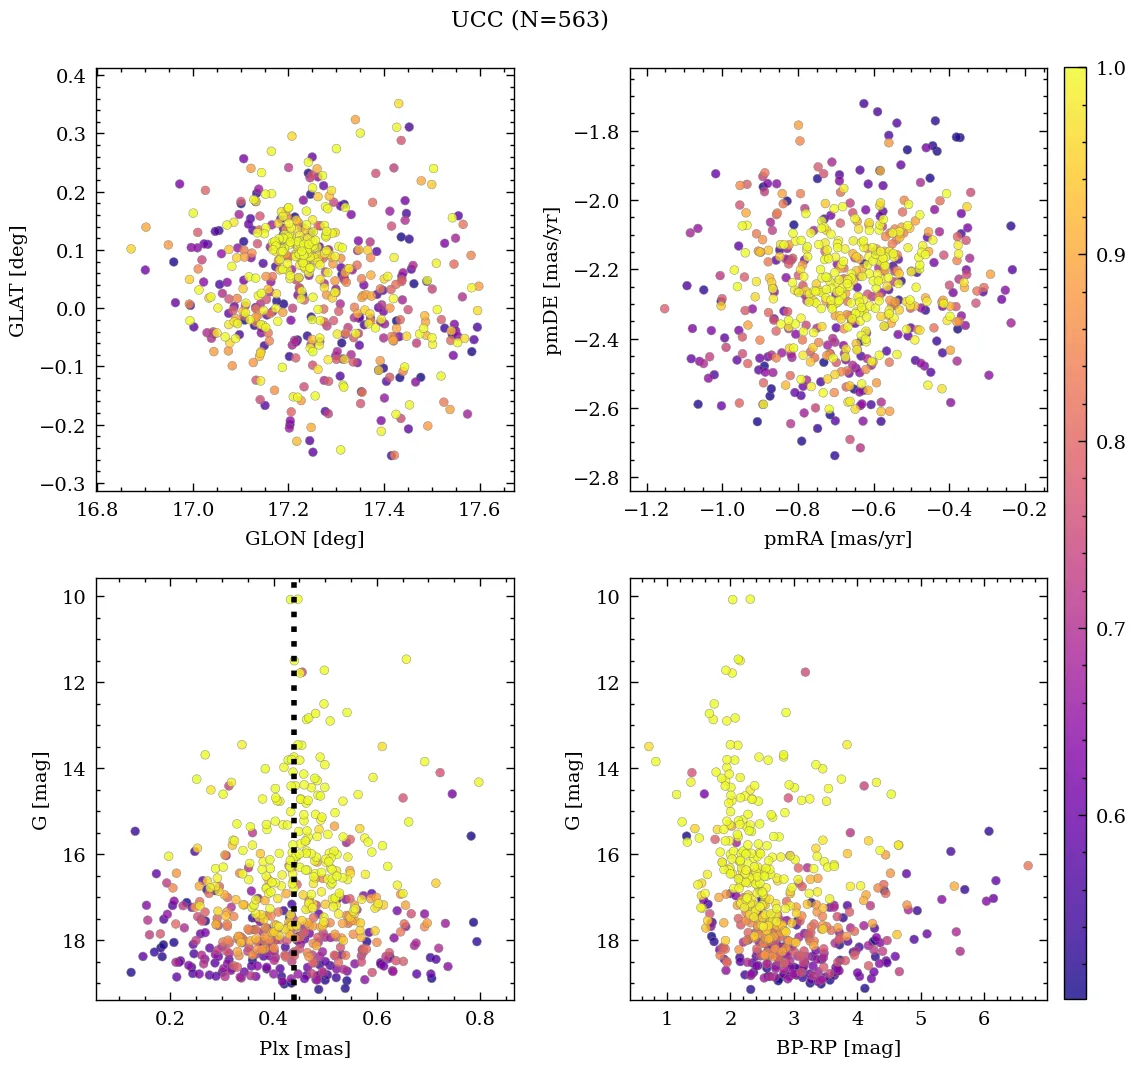 UCC (N=563)
0.4
0.3
0.2
0.1
0.0
−0.1
−0.2
−0.3
GLAT [deg]
16.8 17.0 17.2 17.4 17.6
GLON [deg]
−1.8
−2.0
−2.2
−2.4
−2.6
−2.8
pmDE [mas/yr]
−1.2 −1.0 −0.8 −0.6 −0.4 −0.2
pmRA [mas/yr]
10
12
14
16
18
G [mag]
0.2 0.4 0.6 0.8
Plx [mas]
10
12
14
16
18
G [mag]
1 2 3 4 5 6
BP-RP [mag]
1.0
0.9
0.8
0.7
0.6